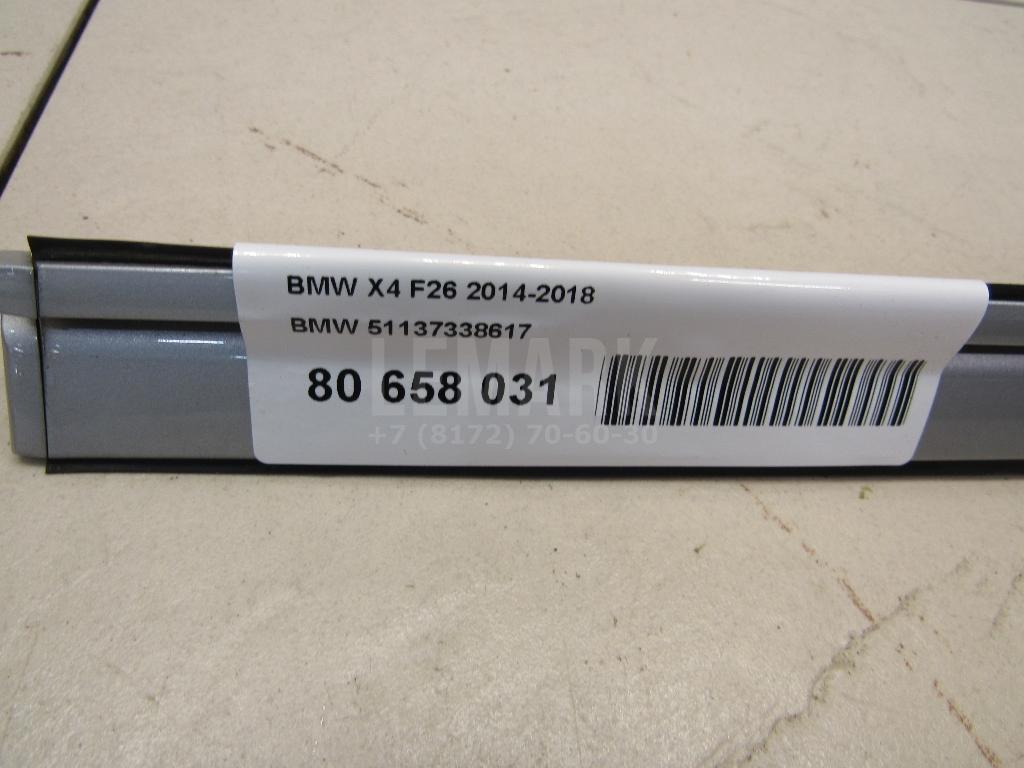 BMW X4 F26 2014-2018
BMW 51137338617
80 658 031
LEMARK
+7 (8172) 70-60-30